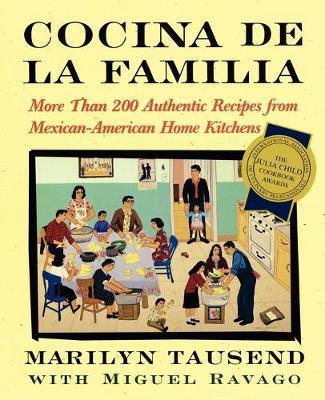 COCINA DE
LA FAMILIA
More Than 200 Authentic Recipes from
Mexican-American Home Kitchens
THE
JULIA CHILD
COOKBOOK
AWARDS
MARILYN TAUSEND
WITH MIGUEL RAVAGO